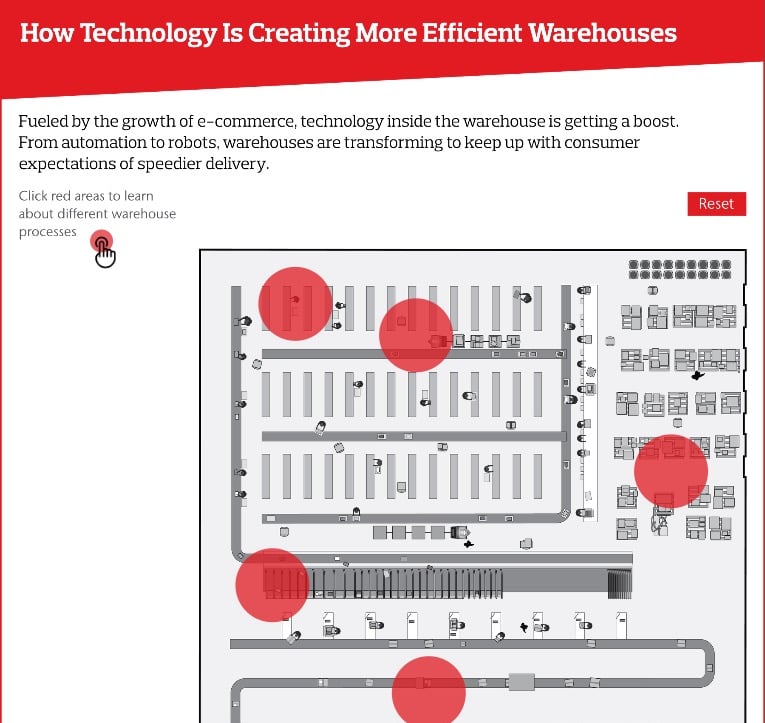 How Technology Is Creating More Efficient Warehouses
Fueled by the growth of e-commerce, technology inside the warehouse is getting a boost.
From automation to robots, warehouses are transforming to keep up with consumer
expectations of speedier delivery.
Click red areas to learn
about different warehouse
processes
Reset